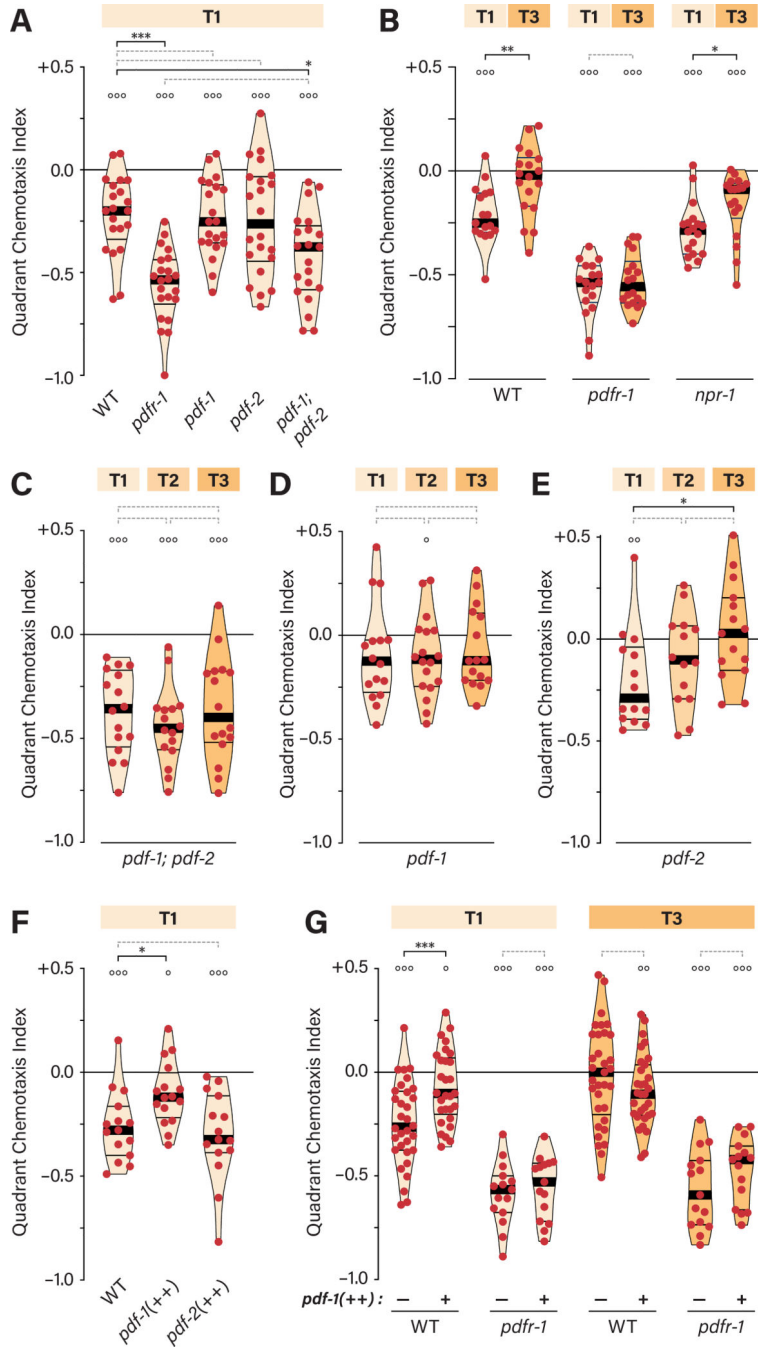 A
T1
***
*
°°° °°° °°° °°° °°°
Quadrant Chemotaxis Index
+0.5
0.0
−0.5
−1.0
WT
pdfr-1
pdf-1
pdf-2
pdf-1;
pdf-2
B
T1 T3 T1 T3 T1 T3
** *
°°° °°° °°° °°° °°°
Quadrant Chemotaxis Index
+0.5
0.0
−0.5
−1.0
WT pdfr-1 npr-1
C
T1 T2 T3
°°° °°° °°°
Quadrant Chemotaxis Index
+0.5
0.0
−0.5
−1.0
pdf-1; pdf-2
D
T1 T2 T3
°
Quadrant Chemotaxis Index
+0.5
0.0
−0.5
−1.0
pdf-1
E
T1 T2 T3
*
°°
Quadrant Chemotaxis Index
+0.5
0.0
−0.5
−1.0
pdf-2
F
T1
*
°°° ° °°°
Quadrant Chemotaxis Index
+0.5
0.0
−0.5
−1.0
WT
pdf-1(++)
pdf-2(++)
G
T1 T3
***
°°° ° °°° °°° °° °°° °°°
Quadrant Chemotaxis Index
+0.5
0.0
−0.5
−1.0
pdf-1(++) : − + − + − + − +
WT pdfr-1 WT pdfr-1